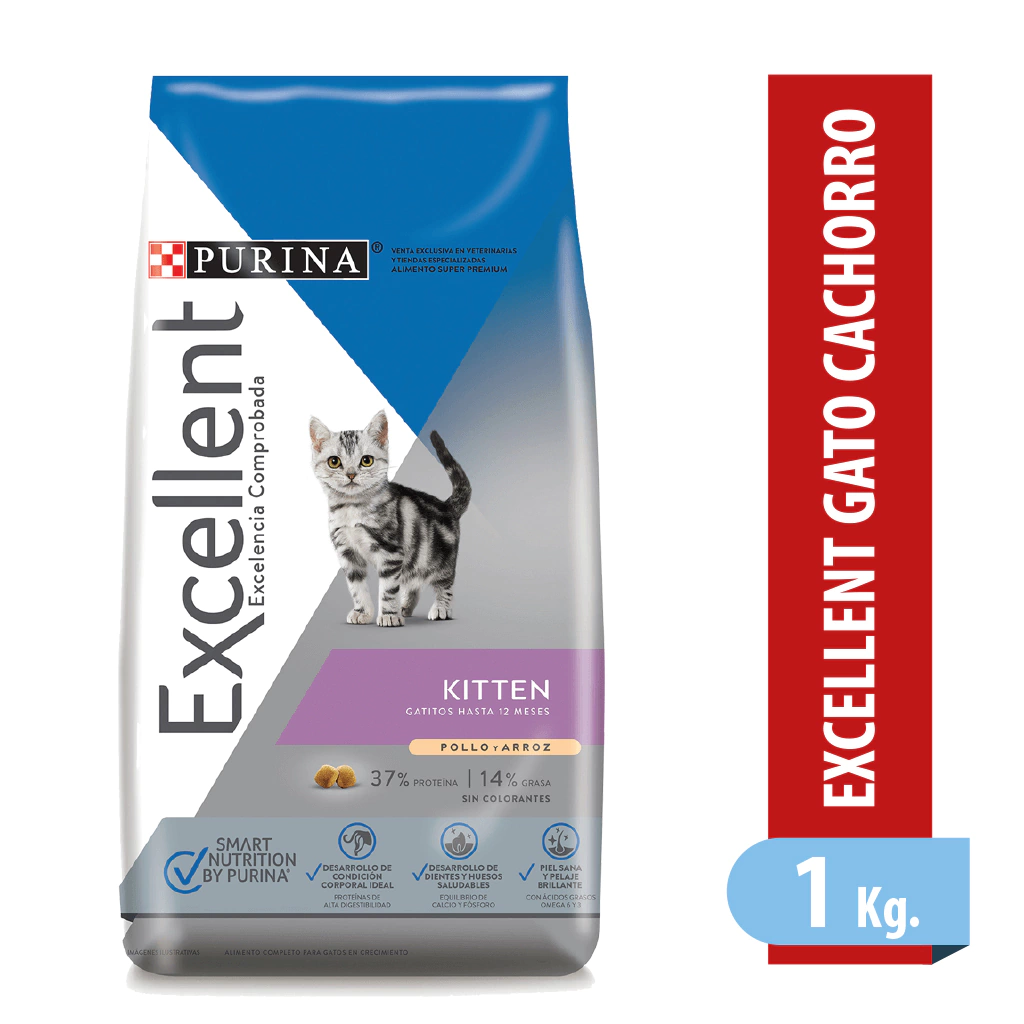 PURINA®
VENTA EXCLUSIVA EN VETERINARIAS
Y TIENDAS ESPECIALIZADAS
ALIMENTO SUPER PREMIUM
Excellent
Excelencia Comprobada
KITTEN
GATITOS HASTA 12 MESES
POLLO Y ARROZ
37% PROTEÍNA | 14% GRASA
SIN COLORANTES
SMART
NUTRITION
BY PURINA®
DESARROLLO DE
CONDICIÓN
CORPORAL IDEAL
PROTEÍNAS DE
ALTA DIGESTIBILIDAD
DESARROLLO DE
DIENTES Y HUESOS
SALUDABLES
EQUILIBRIO DE
CALCIO Y FÓSFORO
PIEL SANA
Y PELAJE
BRILLANTE
CON ÁCIDOS GRASOS
OMEGA 6 Y 3
IMÁGENES ILUSTRATIVAS
ALIMENTO COMPLETO PARA GATOS EN CRECIMIENTO
EXCELLENT GATO CACHORRO
1 Kg.